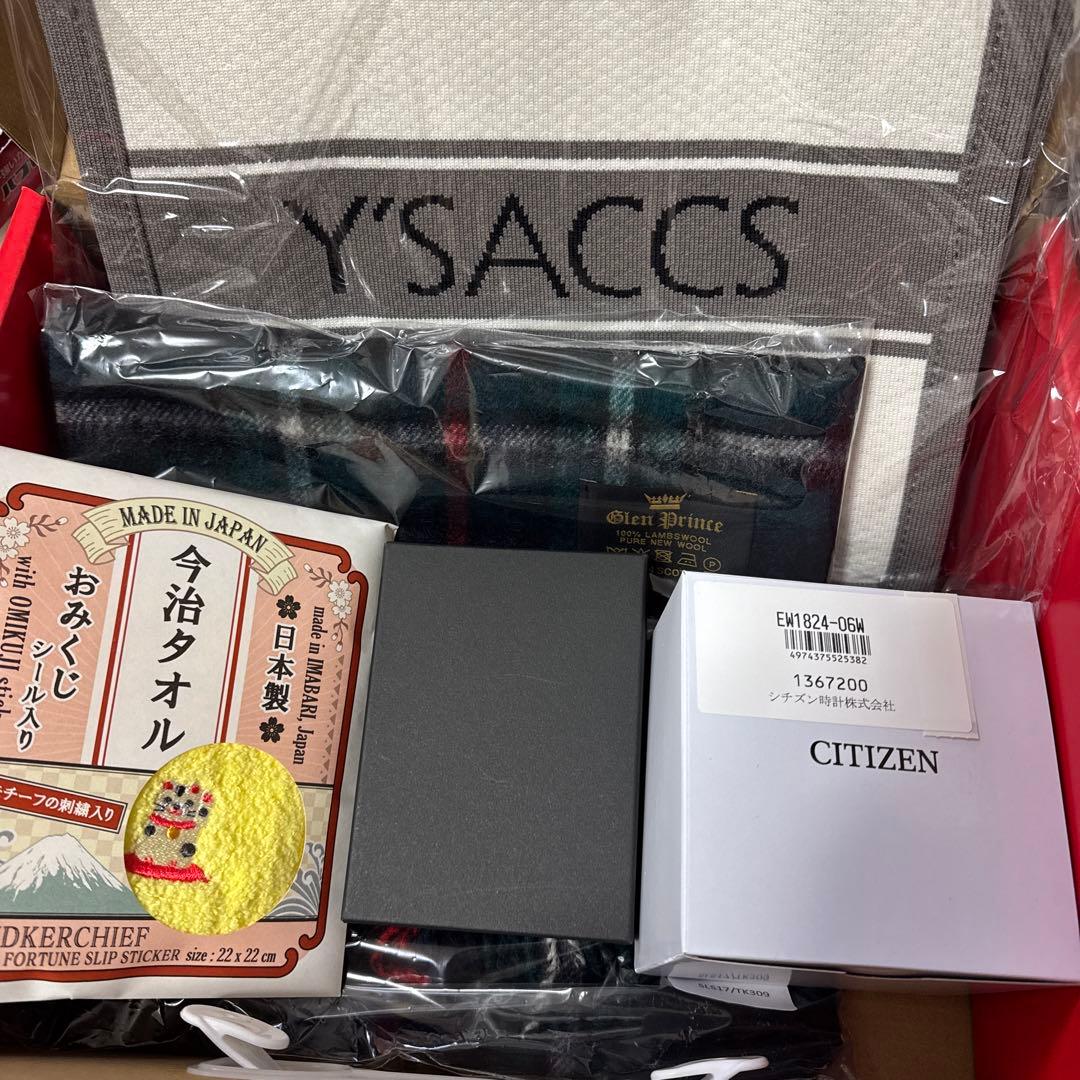 Y'SACCS
Glen Prince
100% LAMBSWOOL
PURE NEW WOOL
MADE IN JAPAN
今治タオル
おみくじ
シール入り
with OMIKUJI
made in IMABARI, Japan
日本製
チーフの刺繍入り
FORTUNE SLIP STICKER size : 22 x 22 cm
EW1824-06W
4974375525382
1367200
シチズン時計株式会社
CITIZEN
SLS17/TK309